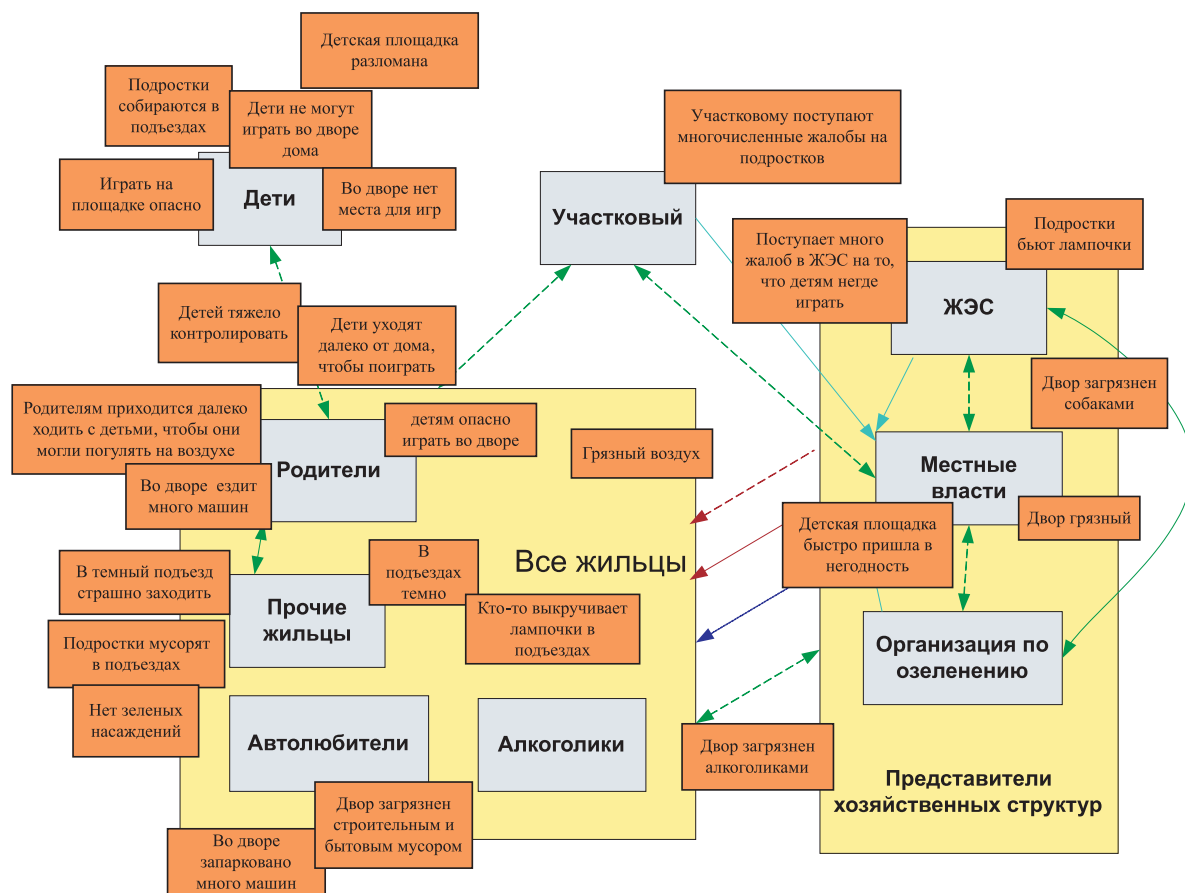 Детская площадка
разломана
Подростки
собираются в
подъездах
Дети не могут
играть во дворе
дома
Играть на
площадке опасно
Дети
Во дворе нет
места для игр
Участковому поступают
многочисленные жалобы на
подростков
Участковый
Подростки
бьют лампочки
Поступает много
жалоб в ЖЭС на то,
что детям негде
играть
ЖЭС
Детей тяжело
контролировать
Дети уходят
далеко от дома,
чтобы поиграть
Двор загрязнен
собаками
Родителям приходится далеко
ходить с детьми, чтобы они
могли погулять на воздухе
детям опасно
играть во дворе
Родители
Грязный воздух
Местные
власти
Во дворе ездит
много машин
Двор грязный
Детская площадка
быстро пришла в
негодность
Все жильцы
В темный подъезд
страшно заходить
В
подъездах
темно
Прочие
жильцы
Кто-то выкручивает
лампочки в
подъездах
Подростки мусорят
в подъездах
Организация по
озеленению
Нет зеленых
насаждений
Автолюбители
Алкоголики
Двор загрязнен
алкоголиками
Представители
хозяйственных структур
Двор загрязнен
строительным и
бытовым мусором
Во дворе
запарковано
много машин